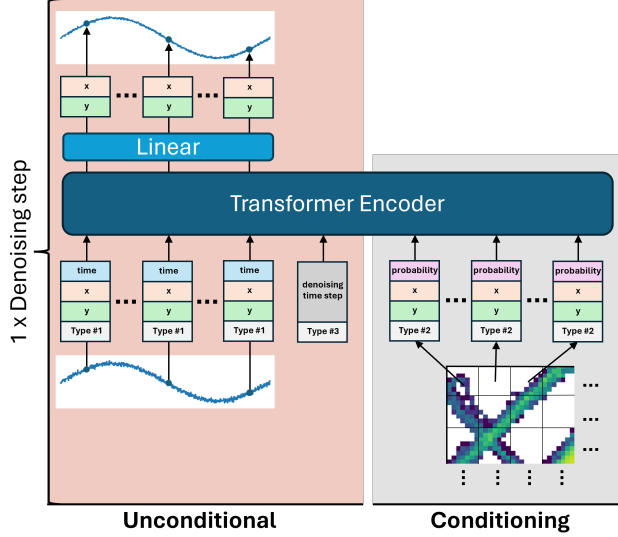 x x x
y y y
Linear
Transformer Encoder
1 x Denoising step
time time time probability probability probability
x x x denoising x x x
y y y time step y y y
Type #1 Type #1 Type #1 Type #3 Type #2 Type #2 Type #2
Unconditional Conditioning